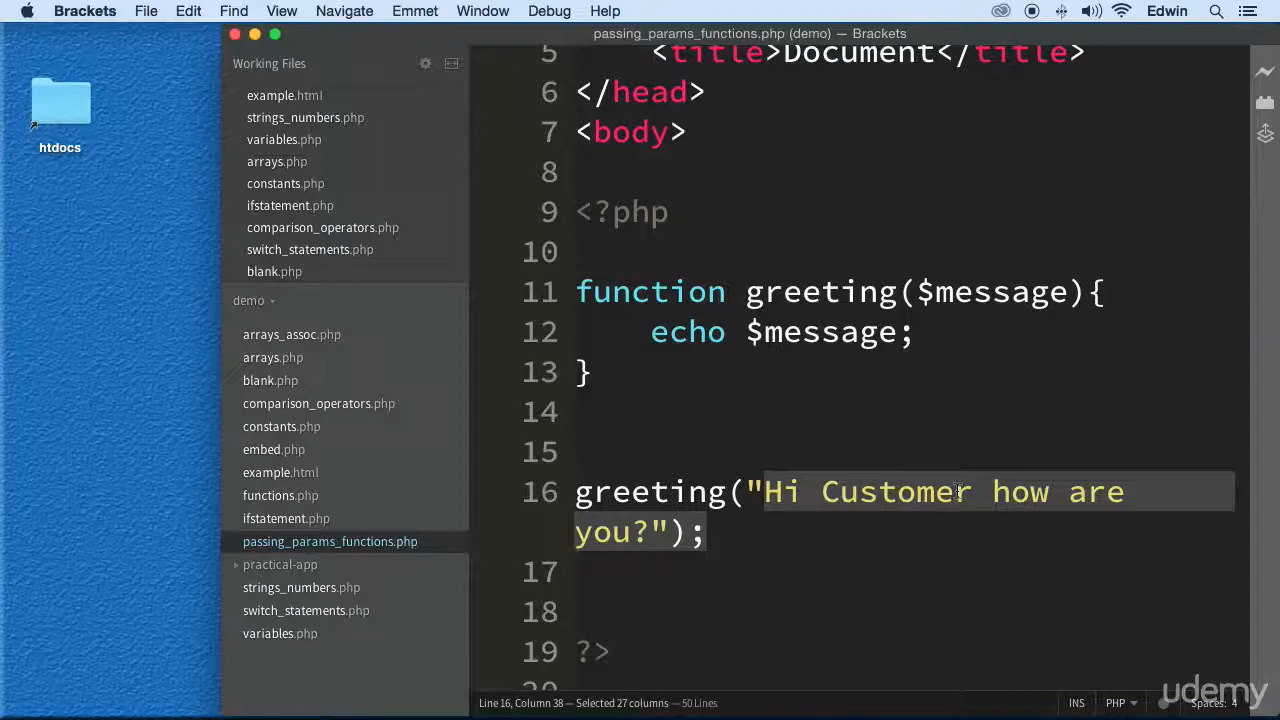 Brackets File Edit Find View Navigate Emmet Window Debug Help Edwin
passing_params_functions.php (demo) — Brackets
htdocs
Working Files
example.html
strings_numbers.php
variables.php
arrays.php
constants.php
ifstatement.php
comparison_operators.php
switch_statements.php
blank.php
demo
arrays_assoc.php
arrays.php
blank.php
comparison_operators.php
constants.php
embed.php
example.html
functions.php
ifstatement.php
passing_params_functions.php
practical-app
strings_numbers.php
switch_statements.php
variables.php
5 <title>Document</title>
6 </head>
7 <body>
8
9 <?php
10
11 function greeting($message){
12 echo $message;
13 }
14
15
16 greeting("Hi Customer how are
you?");
17
18
19 ?>
20
Line 16, Column 38 — Selected 27 columns — 50 Lines
INS PHP Spaces: 4
udemy